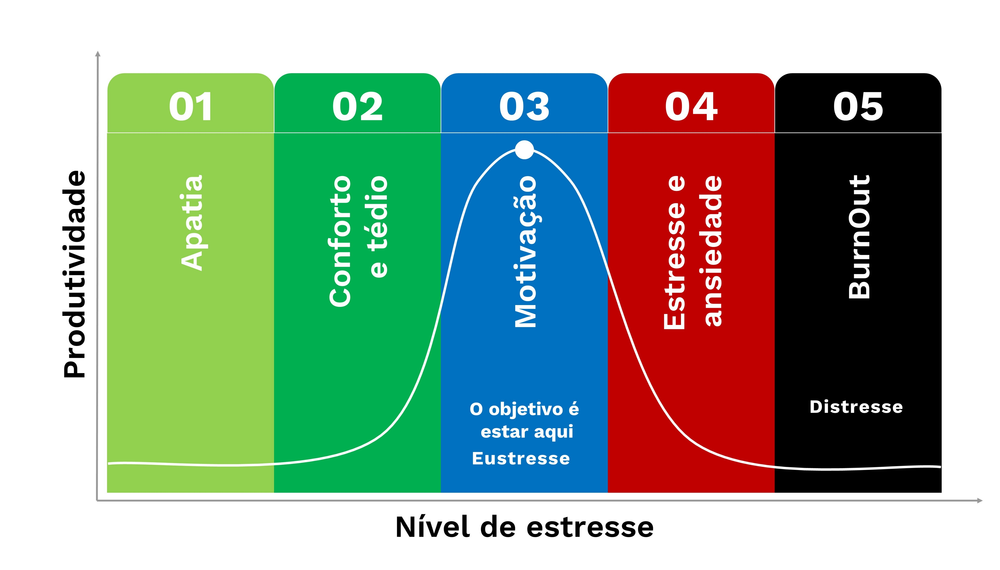 01
02
03
04
05
Produtividade
Apatia
Conforto
e tédio
Motivação
Estresse e
ansiedade
BurnOut
O objetivo é
estar aqui
Eustresse
Distresse
Nível de estresse